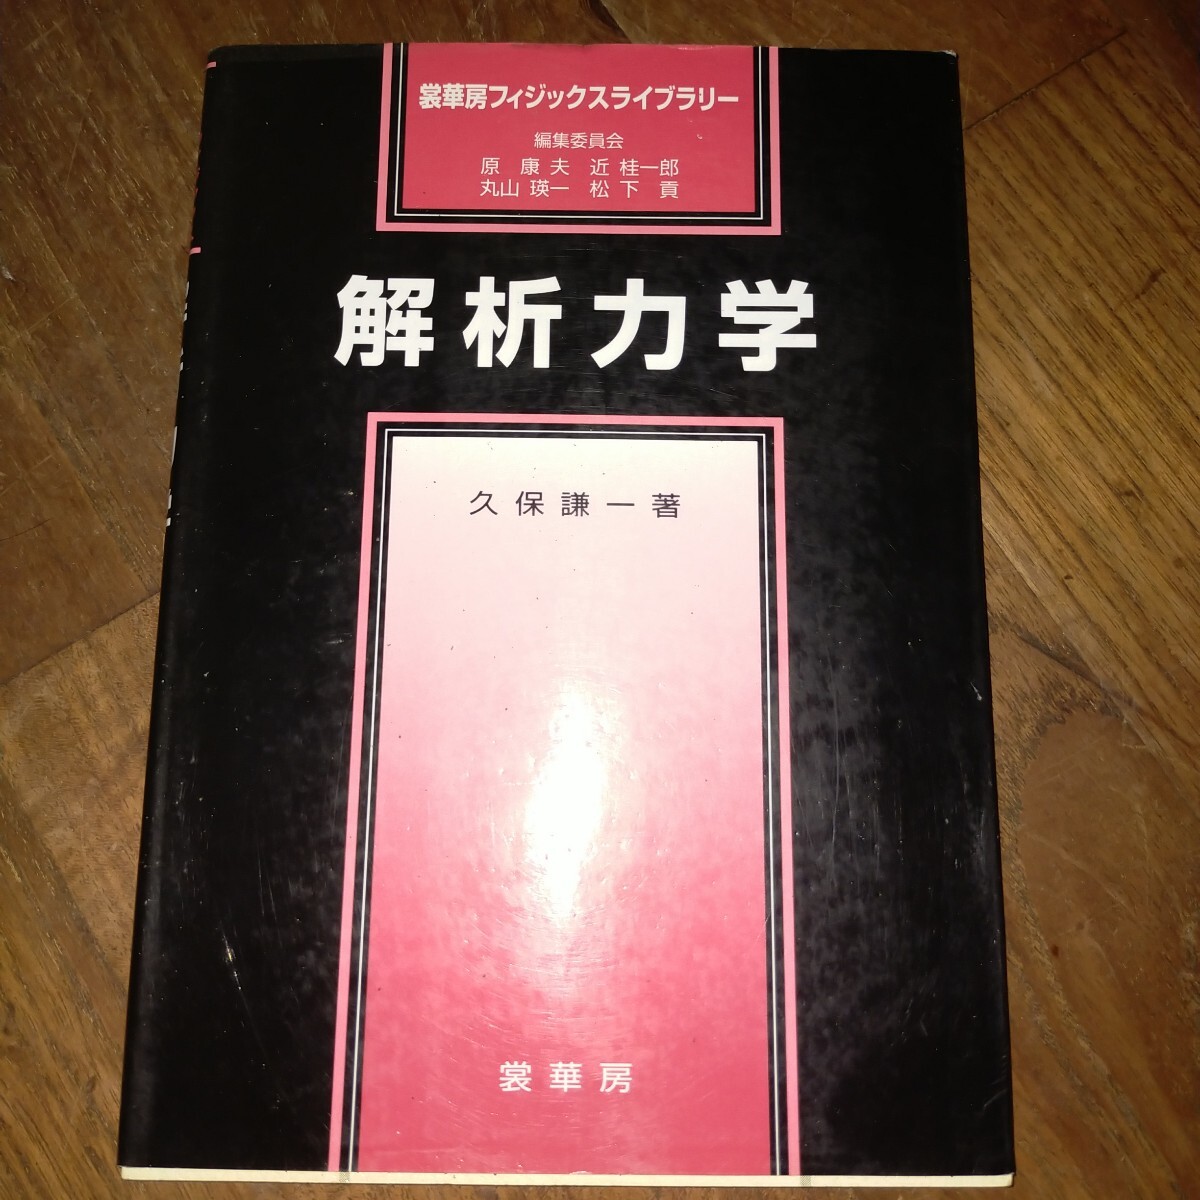 裳華房フィジックスライブラリー
編集委員会
原 康夫 近 桂一郎
丸山 瑛一 松下 貢
解析力学
久保謙一著
裳華房